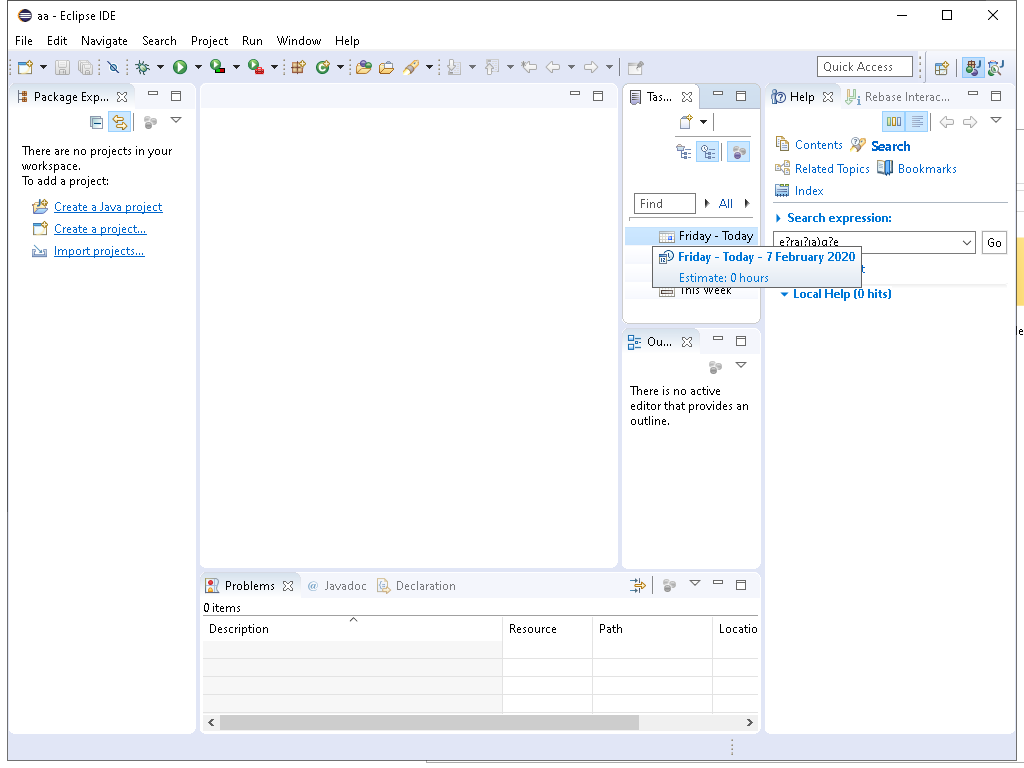 aa - Eclipse IDE
File Edit Navigate Search Project Run Window Help
Quick Access
Package Exp...
There are no projects in your
workspace.
To add a project:
Create a Java project
Create a project...
Import projects...
Tas...
Find
All
Friday - Today
Friday - Today - 7 February 2020
Estimate: 0 hours
This Week
Ou...
There is no active
editor that provides an
outline.
Help
Rebase Interac...
Contents
Search
Related Topics
Bookmarks
Index
Search expression:
Go
Local Help (0 hits)
Problems
@ Javadoc
Declaration
0 items
Description Resource Path Locatio